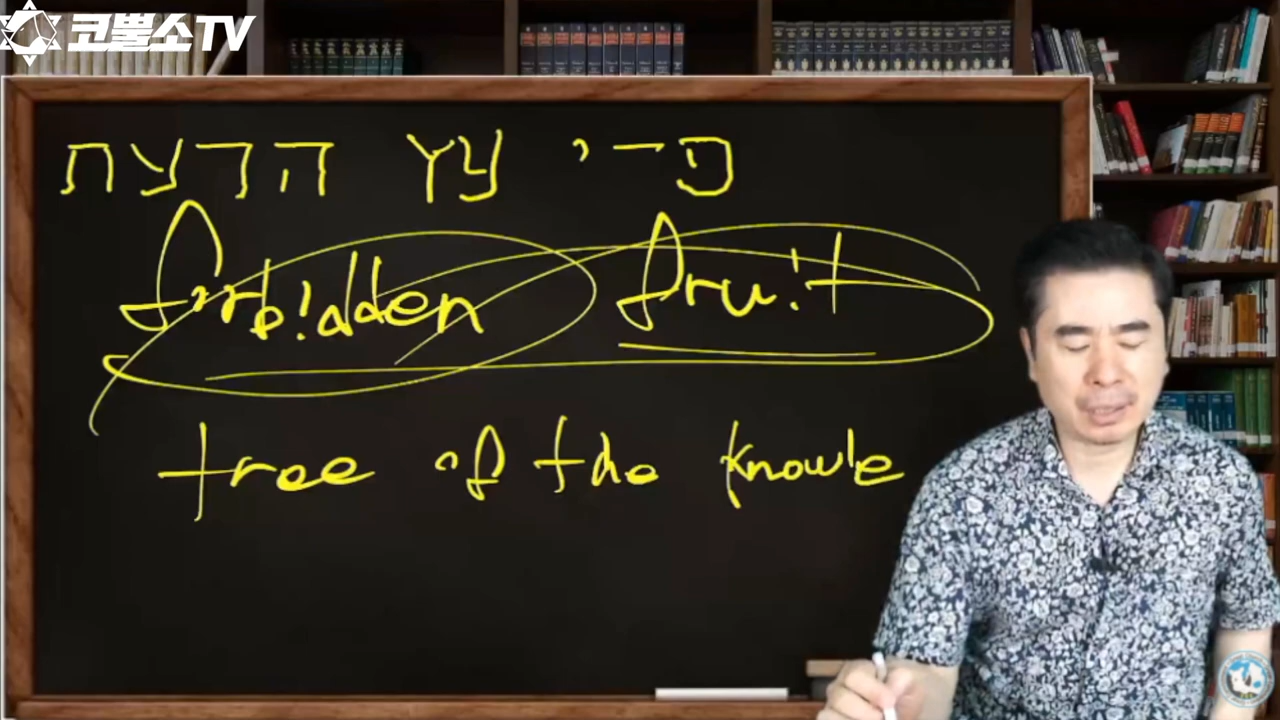 코뿔소TV
פרי עץ הדעת
forbidden fruit
tree of the knowle